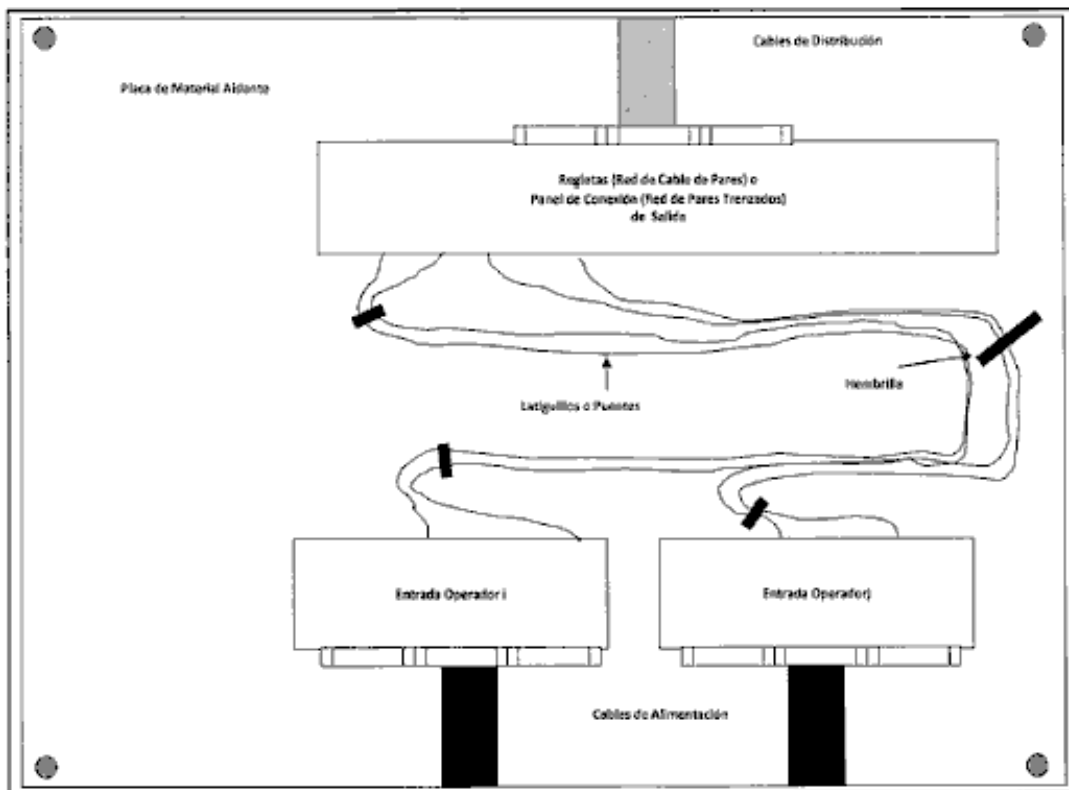 Cables de Distribución
Placa de Material Aislante
Regletas (Red de Cable de Pares) o
Panel de Conexión (Red de Pares Trenzados)
de Salida
Hembrilla
Latiguillos o Puentes
Entrada Operador i
Entrada Operador j
Cables de Alimentación